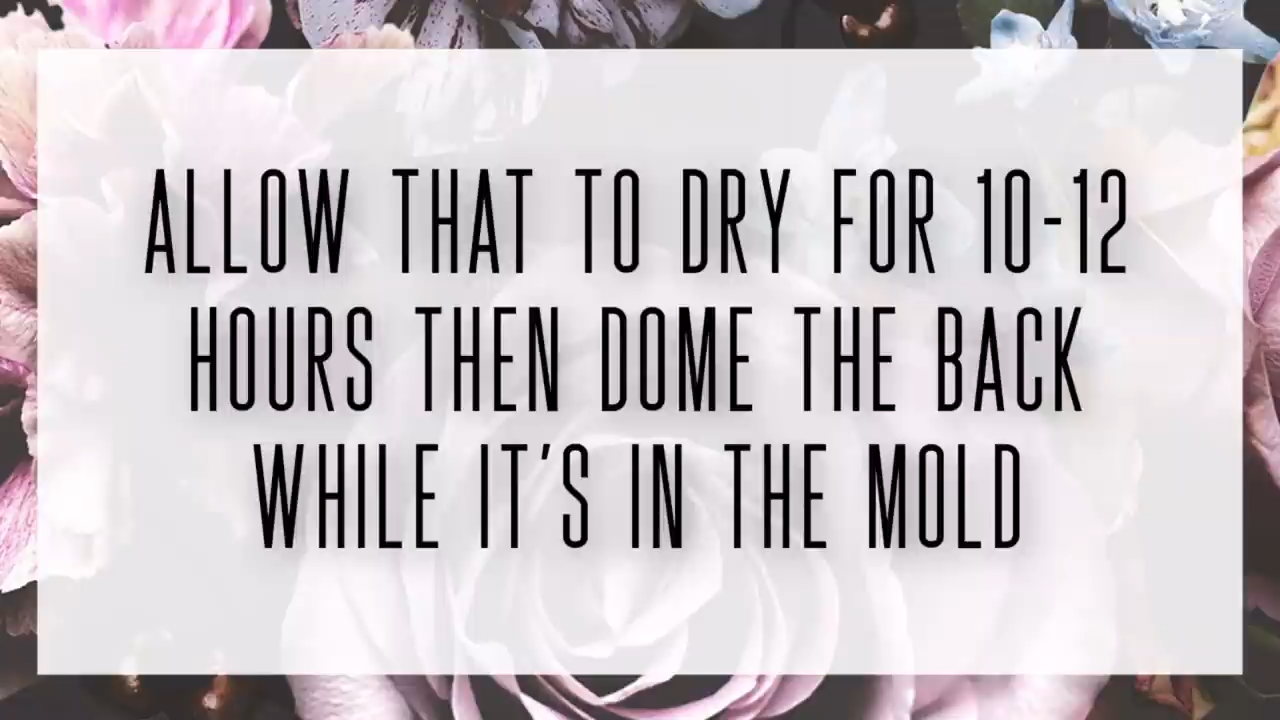 ALLOW THAT TO DRY FOR 10-12
HOURS THEN DOME THE BACK
WHILE IT'S IN THE MOLD